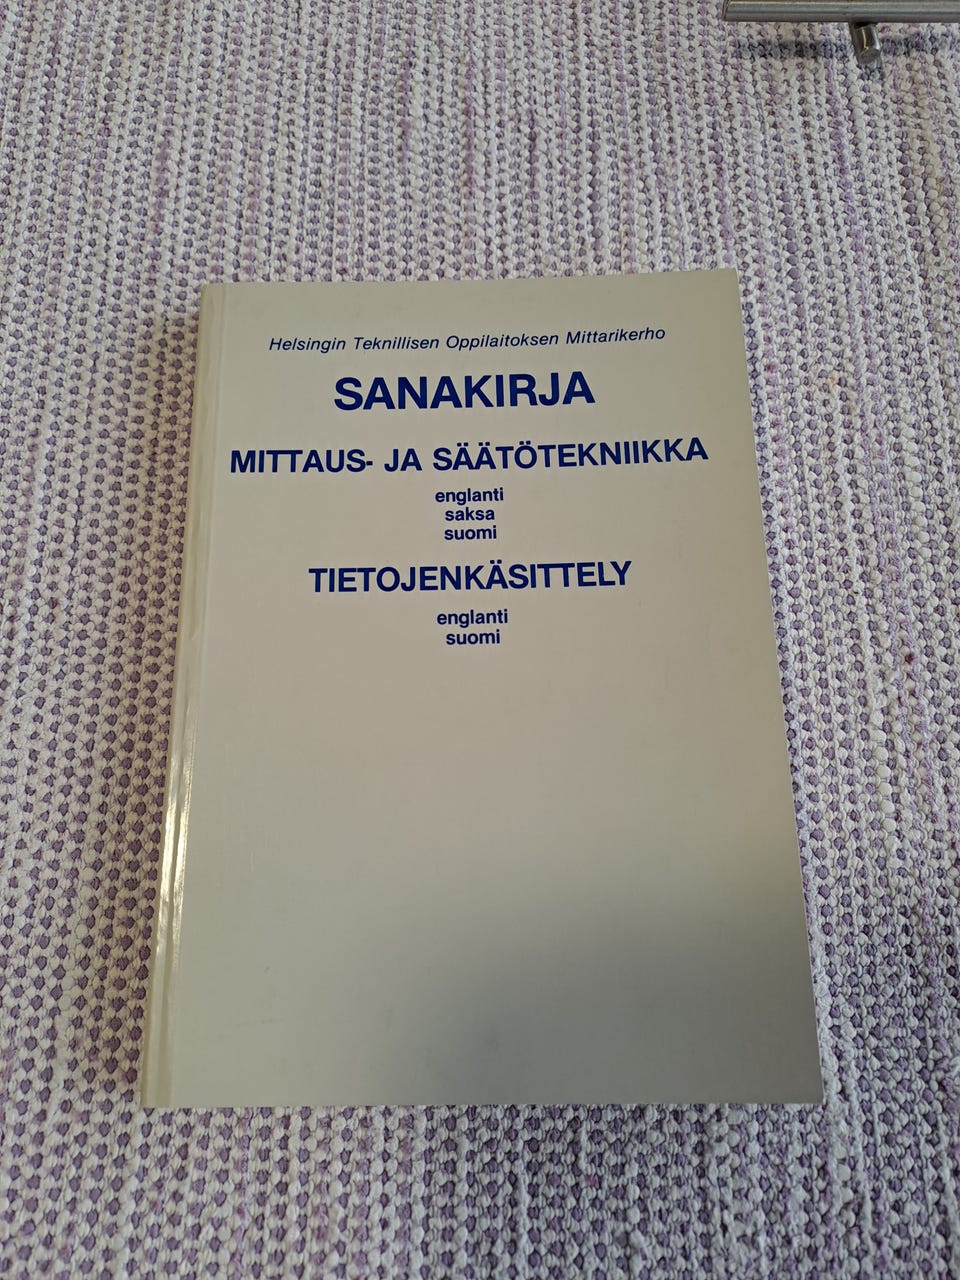 Helsingin Teknillisen Oppilaitoksen Mittarikerho
SANAKIRJA
MITTAUS- JA SÄÄTÖTEKNIIKKA
englanti
saksa
suomi
TIETOJENKÄSITTELY
englanti
suomi